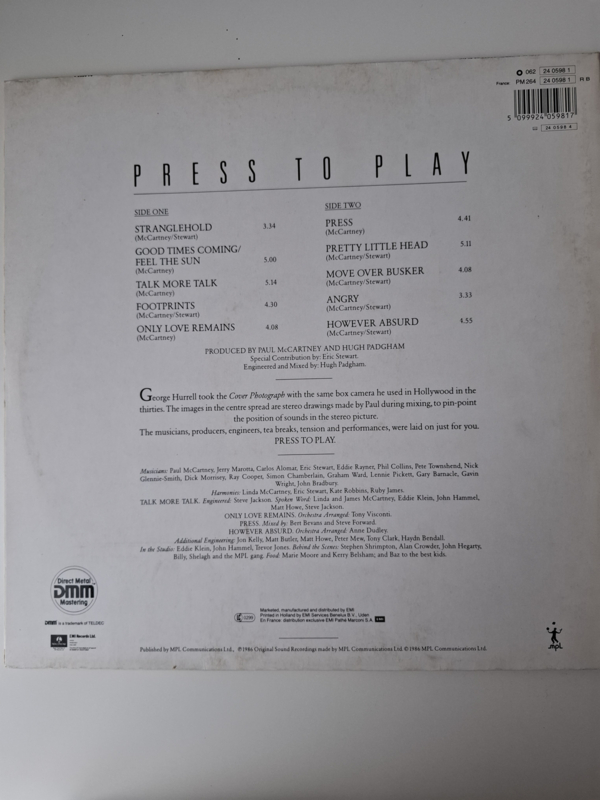 062 24 0598 1
France PM 264 24 0598 1 R B
5 099924 059817
24 0598 4
PRESS TO PLAY
SIDE ONE
STRANGLEHOLD 3.34
(McCartney/Stewart)
GOOD TIMES COMING/
FEEL THE SUN 5.00
(McCartney)
TALK MORE TALK 5.14
(McCartney)
FOOTPRINTS 4.30
(McCartney/Stewart)
ONLY LOVE REMAINS 4.08
(McCartney)
SIDE TWO
PRESS 4.41
(McCartney)
PRETTY LITTLE HEAD 5.11
(McCartney/Stewart)
MOVE OVER BUSKER 4.08
(McCartney/Stewart)
ANGRY 3.33
(McCartney/Stewart)
HOWEVER ABSURD 4.55
(McCartney/Stewart)
PRODUCED BY PAUL McCARTNEY AND HUGH PADGHAM
Special Contribution by: Eric Stewart.
Engineered and Mixed by: Hugh Padgham.
George Hurrell took the Cover Photograph with the same box camera he used in Hollywood in the
thirties. The images in the centre spread are stereo drawings made by Paul during mixing, to pin-point
the position of sounds in the stereo picture.
The musicians, producers, engineers, tea breaks, tension and performances, were laid on just for you.
PRESS TO PLAY.
Musicians: Paul McCartney, Jerry Marotta, Carlos Alomar, Eric Stewart, Eddie Rayner, Phil Collins, Pete Townshend, Nick
Glennie-Smith, Dick Morrisey, Ray Cooper, Simon Chamberlain, Graham Ward, Lennie Pickett, Gary Barnacle, Gavin
Wright, John Bradbury.
Harmonies: Linda McCartney, Eric Stewart, Kate Robbins, Ruby James.
TALK MORE TALK. Engineered: Steve Jackson. Spoken Word: Linda and James McCartney, Eddie Klein, John Hammel,
Matt Howe, Steve Jackson.
ONLY LOVE REMAINS. Orchestra Arranged: Tony Visconti.
PRESS. Mixed by: Bert Bevans and Steve Forward.
HOWEVER ABSURD. Orchestra Arranged: Anne Dudley.
Additional Engineering: Jon Kelly, Matt Butler, Matt Howe, Peter Mew, Tony Clark, Haydn Bendall.
In the Studio: Eddie Klein, John Hammel, Trevor Jones. Behind the Scenes: Stephen Shrimpton, Alan Crowder, John Hegarty,
Billy, Shelagh and the MPL gang. Food: Marie Moore and Kerry Belsham; and Baz to the best kids.
Direct Metal
DMM
Mastering
DMM is a trademark of TELDEC
EMI Records Ltd.
Marketed, manufactured and distributed by EMI
Printed in Holland by EMI Services Benelux B.V., Uden
En France: distribution exclusive EMI Pathé Marconi S.A.
MPL
Published by MPL Communications Ltd., ℗1986 Original Sound Recordings made by MPL Communications Ltd. ©1986 MPL Communications Ltd.